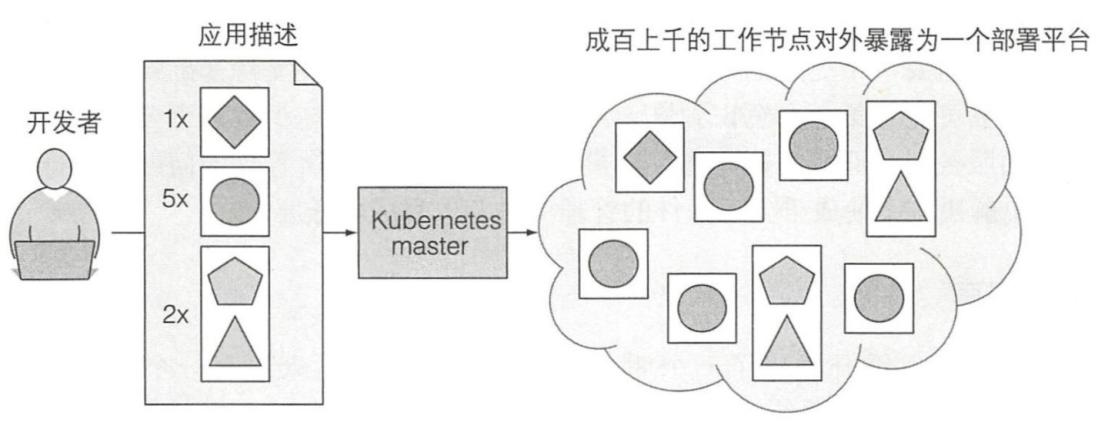 应用描述
成百上千的工作节点对外暴露为一个部署平台
开发者
1x
5x
2x
Kubernetes
master